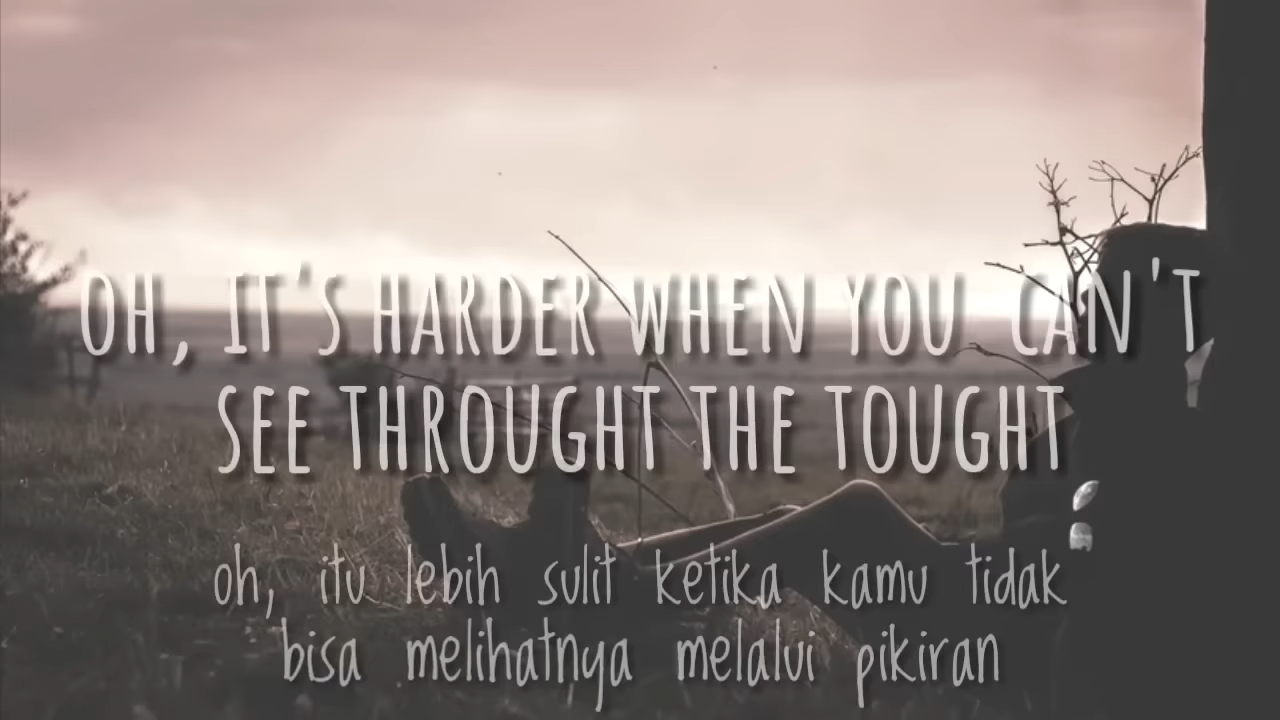 OH, IT'S HARDER WHEN YOU CAN'T
SEE THROUGHT THE TOUGHT
oh, itu lebih sulit ketika kamu tidak
bisa melihatnya melalui pikiran